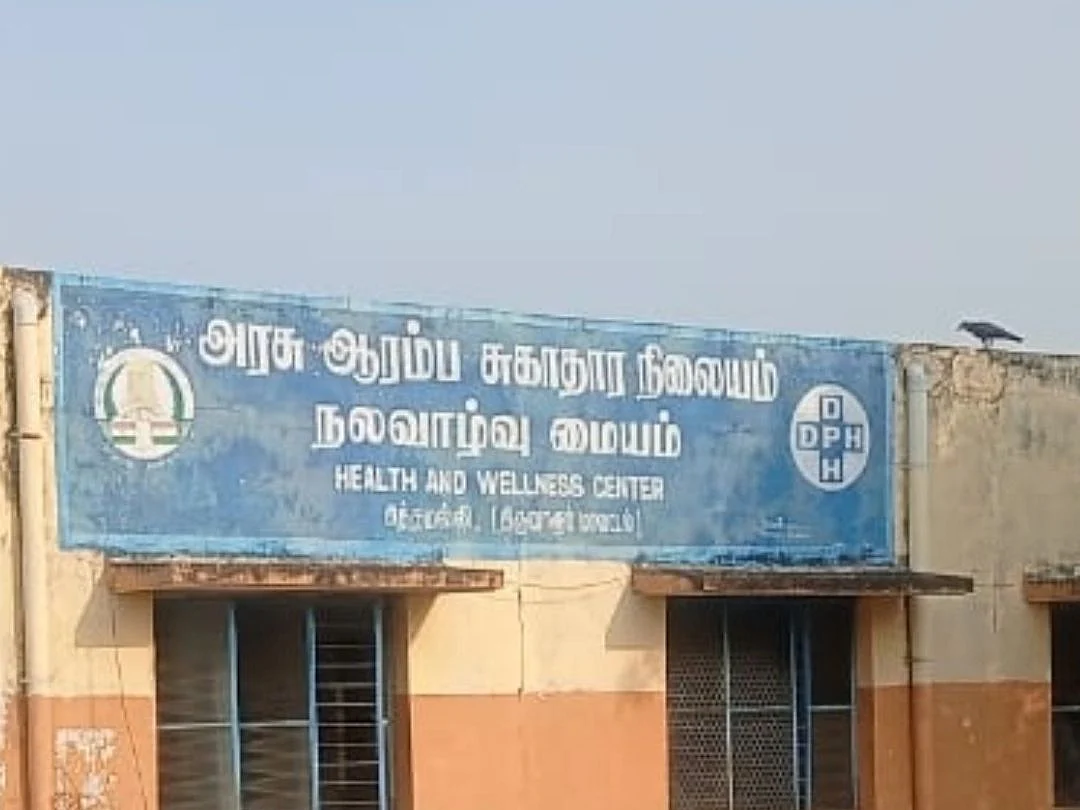 அரசு ஆரம்ப சுகாதார நிலையம்
நலவாழ்வு மையம்
HEALTH AND WELLNESS CENTER
D
DPH
H